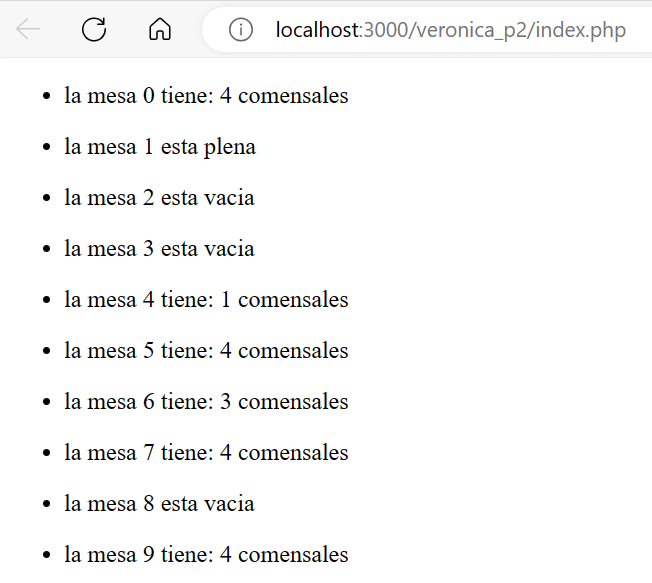 localhost:3000/veronica_p2/index.php
la mesa 0 tiene: 4 comensales
la mesa 1 esta plena
la mesa 2 esta vacia
la mesa 3 esta vacia
la mesa 4 tiene: 1 comensales
la mesa 5 tiene: 4 comensales
la mesa 6 tiene: 3 comensales
la mesa 7 tiene: 4 comensales
la mesa 8 esta vacia
la mesa 9 tiene: 4 comensales